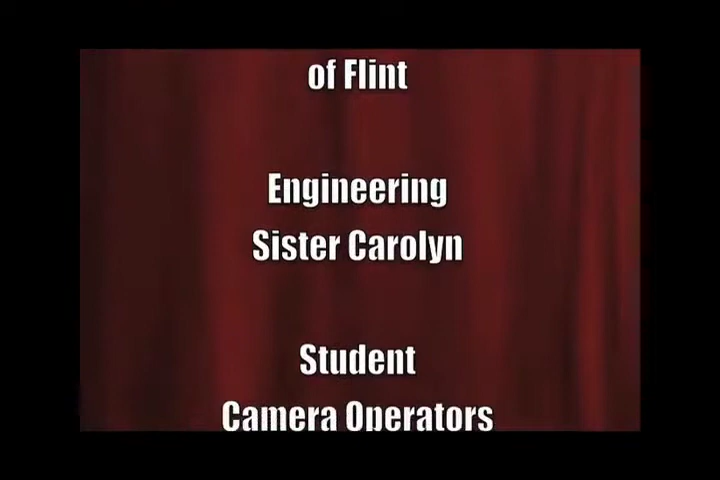 of Flint
Engineering
Sister Carolyn
Student
Camera Operators